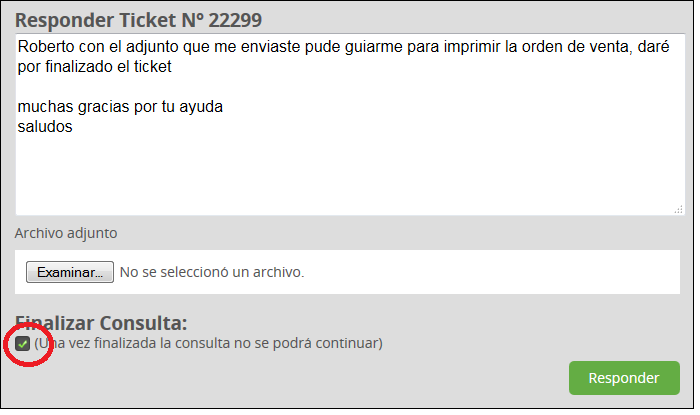 Responder Ticket Nº 22299
Roberto con el adjunto que me enviaste pude guiarme para imprimir la orden de venta, daré
por finalizado el ticket
muchas gracias por tu ayuda
saludos
Archivo adjunto
Examinar... No se seleccionó un archivo.
Finalizar Consulta:
(Una vez finalizada la consulta no se podrá continuar)
Responder